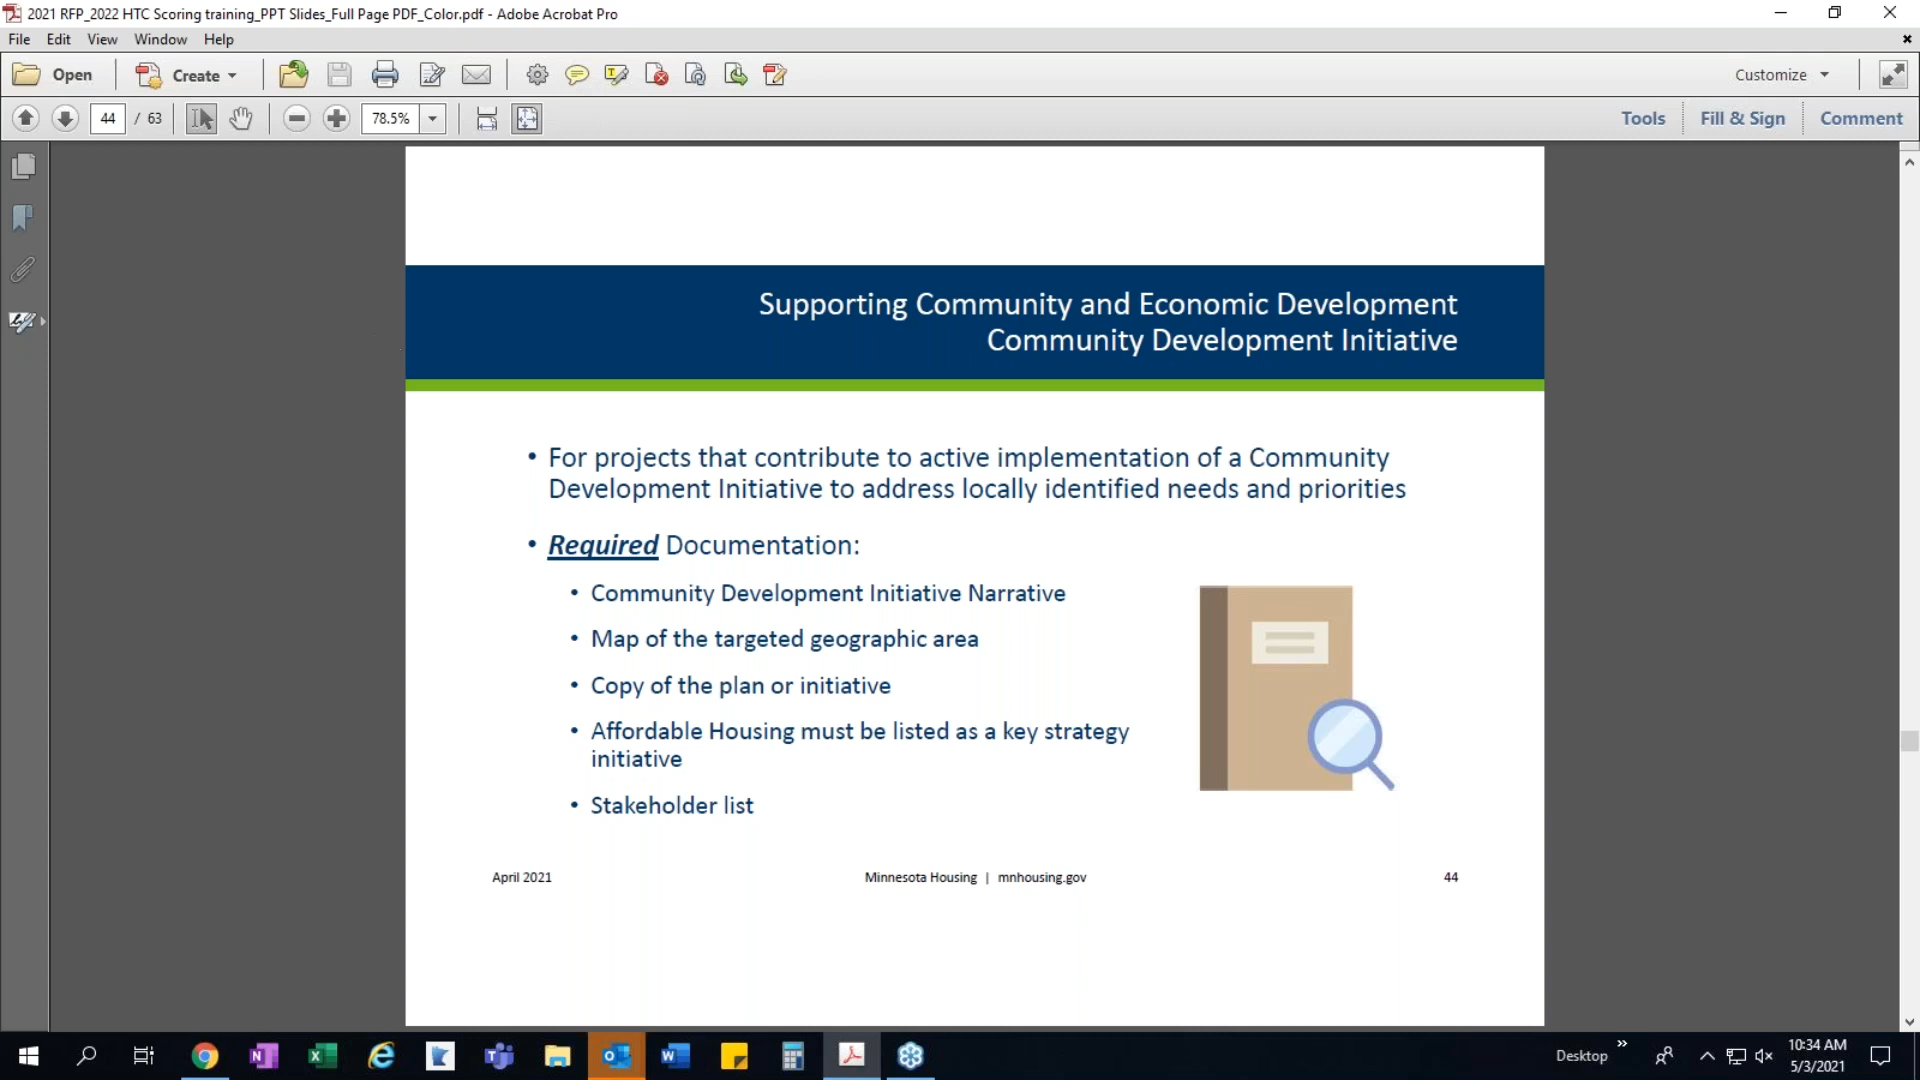 2021 RFP_2022 HTC Scoring training_PPT Slides_Full Page PDF_Color.pdf - Adobe Acrobat Pro
File Edit View Window Help
Open Create Customize
44 / 63 78.5% Tools Fill & Sign Comment
Supporting Community and Economic Development
Community Development Initiative
• For projects that contribute to active implementation of a Community
Development Initiative to address locally identified needs and priorities
• Required Documentation:
• Community Development Initiative Narrative
• Map of the targeted geographic area
• Copy of the plan or initiative
• Affordable Housing must be listed as a key strategy
initiative
• Stakeholder list
April 2021 Minnesota Housing | mnhousing.gov 44
Desktop 10:34 AM
5/3/2021